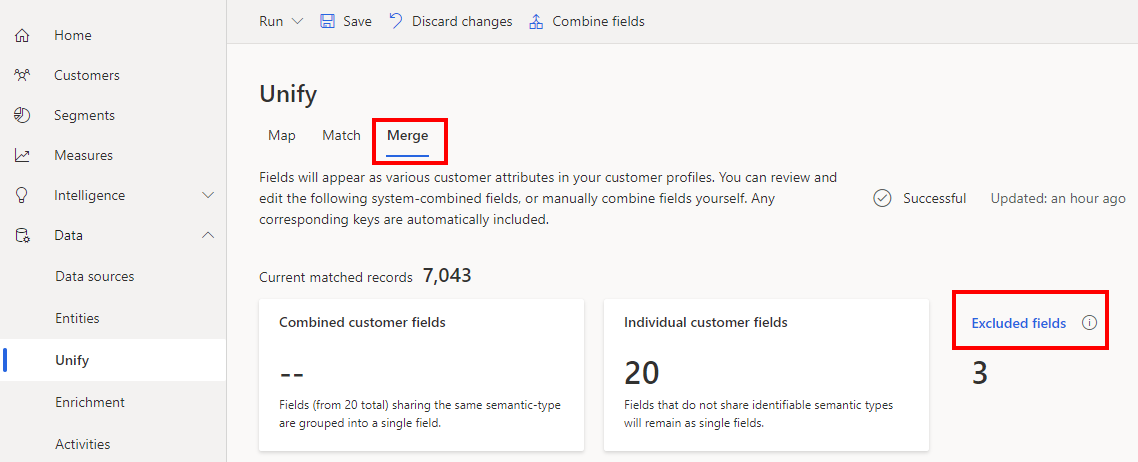 Home
Customers
Segments
Measures
Intelligence
Data
Data sources
Entities
Unify
Enrichment
Activities
Run
Save
Discard changes
Combine fields
Unify
Map
Match
Merge
Fields will appear as various customer attributes in your customer profiles. You can review and
edit the following system-combined fields, or manually combine fields yourself. Any
corresponding keys are automatically included.
Successful
Updated: an hour ago
Current matched records 7,043
Combined customer fields
--
Fields (from 20 total) sharing the same semantic-type
are grouped into a single field.
Individual customer fields
20
Fields that do not share identifiable semantic types
will remain as single fields.
Excluded fields
3